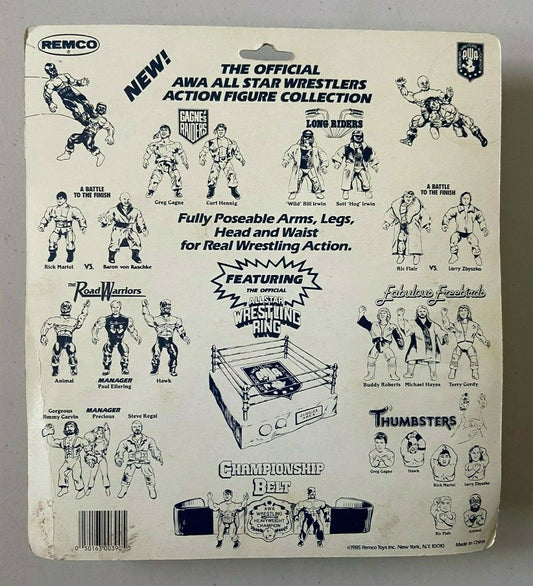 REMCO
®
NEW!
THE OFFICIAL
AWA ALL STAR WRESTLERS
ACTION FIGURE COLLECTION
AWA
GAGNE'S
RAIDERS
Greg Gagne
Curt Hennig
LONG RIDERS
'Wild' Bill Irwin
Sott 'Hog' Irwin
A BATTLE
TO THE FINISH
Rick Martel
VS.
Baron von Raschke
Fully Poseable Arms, Legs,
Head and Waist
for Real Wrestling Action.
A BATTLE
TO THE FINISH
Ric Flair
VS.
Larry Zbyszko
FEATURING
THE OFFICIAL
ALL STAR
WRESTLING
RING
THE Road Warriors
Animal
MANAGER
Paul Ellering
Hawk
Fabulous Freebirds
Buddy Roberts
Michael Hayes
Terry Gordy
Gorgeous
Jimmy Garvin
MANAGER
Precious
Steve Regal
THUMBSTERS
Greg Gagne
Hawk
Rick Martel
Larry Zbyszko
Ric Flair
Animal
CHAMPIONSHIP
BELT
AWA
WRESTLING
HEAVYWEIGHT
CHAMPION
©1985 Remco Toys Inc. New York, N.Y. 10010
Made in China